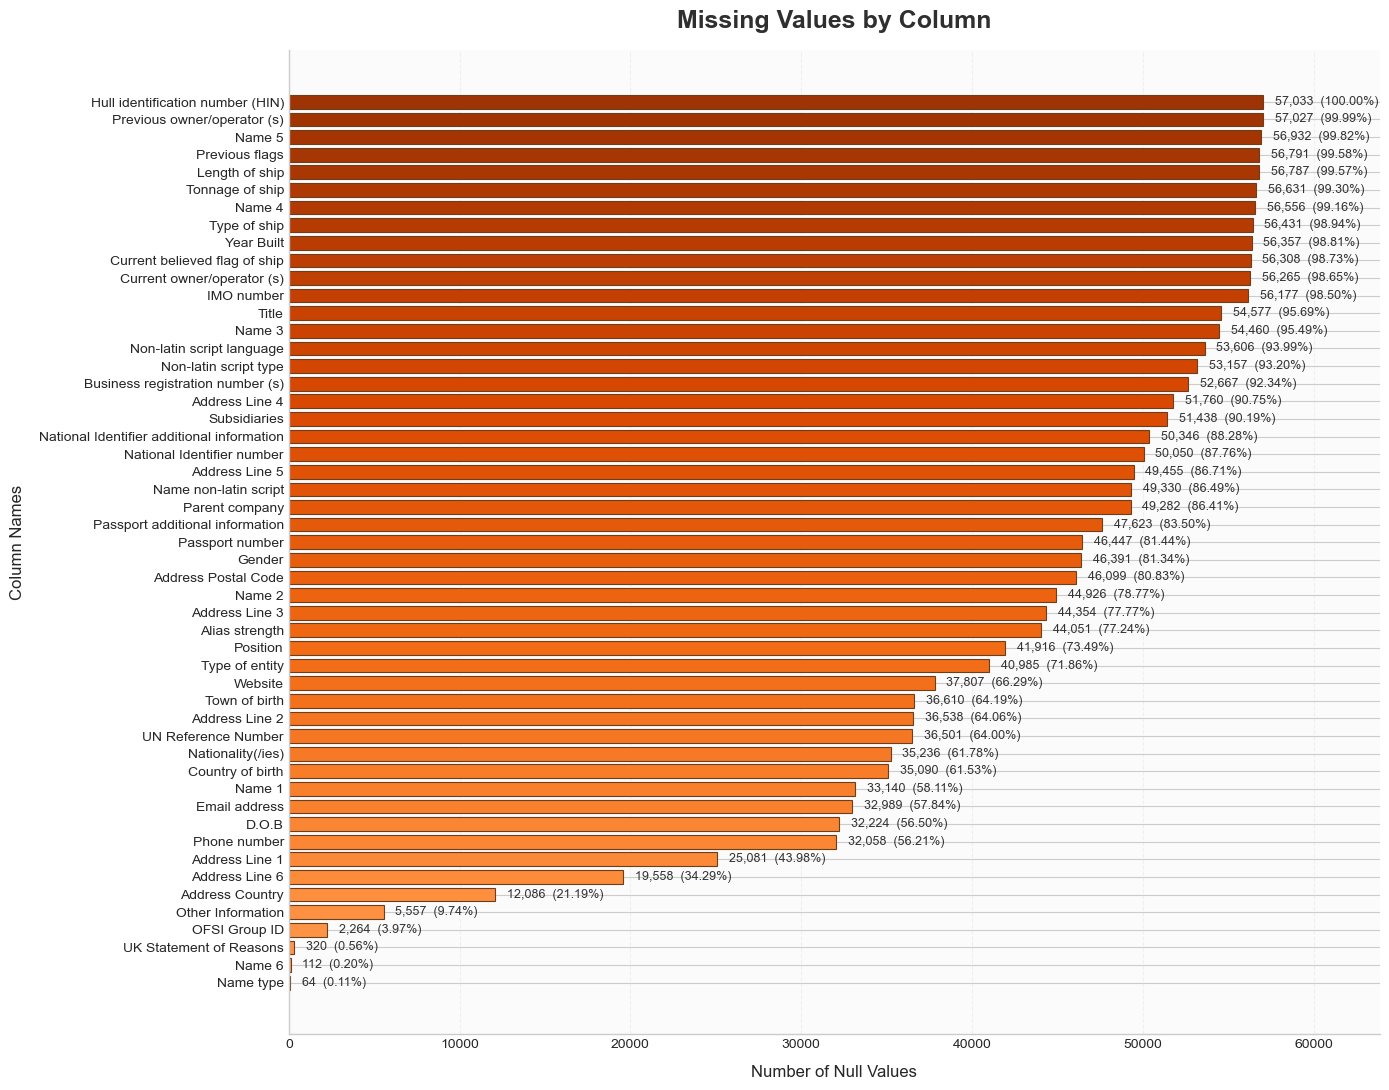 Missing Values by Column
Column Names
Hull identification number (HIN) 57,033 (100.00%)
Previous owner/operator (s) 57,027 (99.99%)
Name 5 56,932 (99.82%)
Previous flags 56,791 (99.58%)
Length of ship 56,787 (99.57%)
Tonnage of ship 56,631 (99.30%)
Name 4 56,556 (99.16%)
Type of ship 56,431 (98.94%)
Year Built 56,357 (98.81%)
Current believed flag of ship 56,308 (98.73%)
Current owner/operator (s) 56,265 (98.65%)
IMO number 56,177 (98.50%)
Title 54,577 (95.69%)
Name 3 54,460 (95.49%)
Non-latin script language 53,606 (93.99%)
Non-latin script type 53,157 (93.20%)
Business registration number (s) 52,667 (92.34%)
Address Line 4 51,760 (90.75%)
Subsidiaries 51,438 (90.19%)
National Identifier additional information 50,346 (88.28%)
National Identifier number 50,050 (87.76%)
Address Line 5 49,455 (86.71%)
Name non-latin script 49,330 (86.49%)
Parent company 49,282 (86.41%)
Passport additional information 47,623 (83.50%)
Passport number 46,447 (81.44%)
Gender 46,391 (81.34%)
Address Postal Code 46,099 (80.83%)
Name 2 44,926 (78.77%)
Address Line 3 44,354 (77.77%)
Alias strength 44,051 (77.24%)
Position 41,916 (73.49%)
Type of entity 40,985 (71.86%)
Website 37,807 (66.29%)
Town of birth 36,610 (64.19%)
Address Line 2 36,538 (64.06%)
UN Reference Number 36,501 (64.00%)
Nationality(/ies) 35,236 (61.78%)
Country of birth 35,090 (61.53%)
Name 1 33,140 (58.11%)
Email address 32,989 (57.84%)
D.O.B 32,224 (56.50%)
Phone number 32,058 (56.21%)
Address Line 1 25,081 (43.98%)
Address Line 6 19,558 (34.29%)
Address Country 12,086 (21.19%)
Other Information 5,557 (9.74%)
OFSI Group ID 2,264 (3.97%)
UK Statement of Reasons 320 (0.56%)
Name 6 112 (0.20%)
Name type 64 (0.11%)
0 10000 20000 30000 40000 50000 60000
Number of Null Values